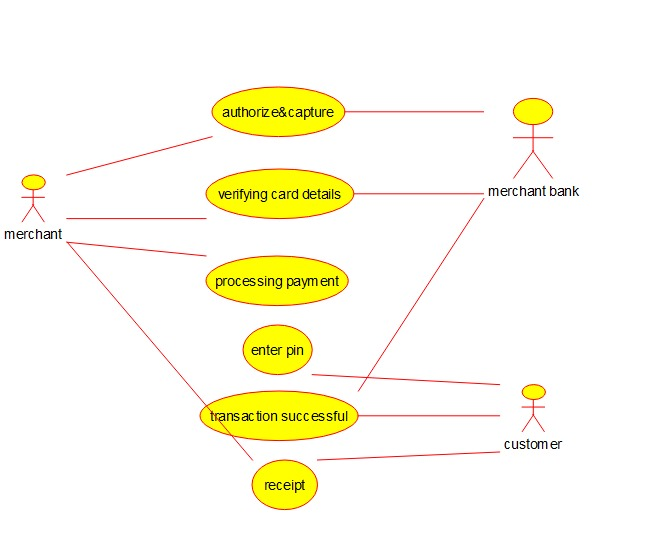 authorize&capture
merchant bank
verifying card details
merchant
processing payment
enter pin
transaction successful
customer
receipt